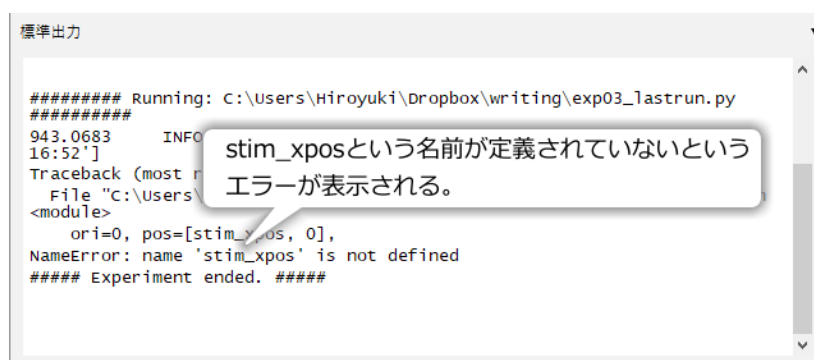 標準出力
######### Running: C:\Users\Hiroyuki\Dropbox\writing\exp03_lastrun.py
##########
943.0683 INFO
16:52']
stim_xposという名前が定義されていないという
エラーが表示される。
Traceback (most r
File "C:\Users\
<module>
ori=0, pos=[stim_xpos, 0],
NameError: name 'stim_xpos' is not defined
##### Experiment ended. #####